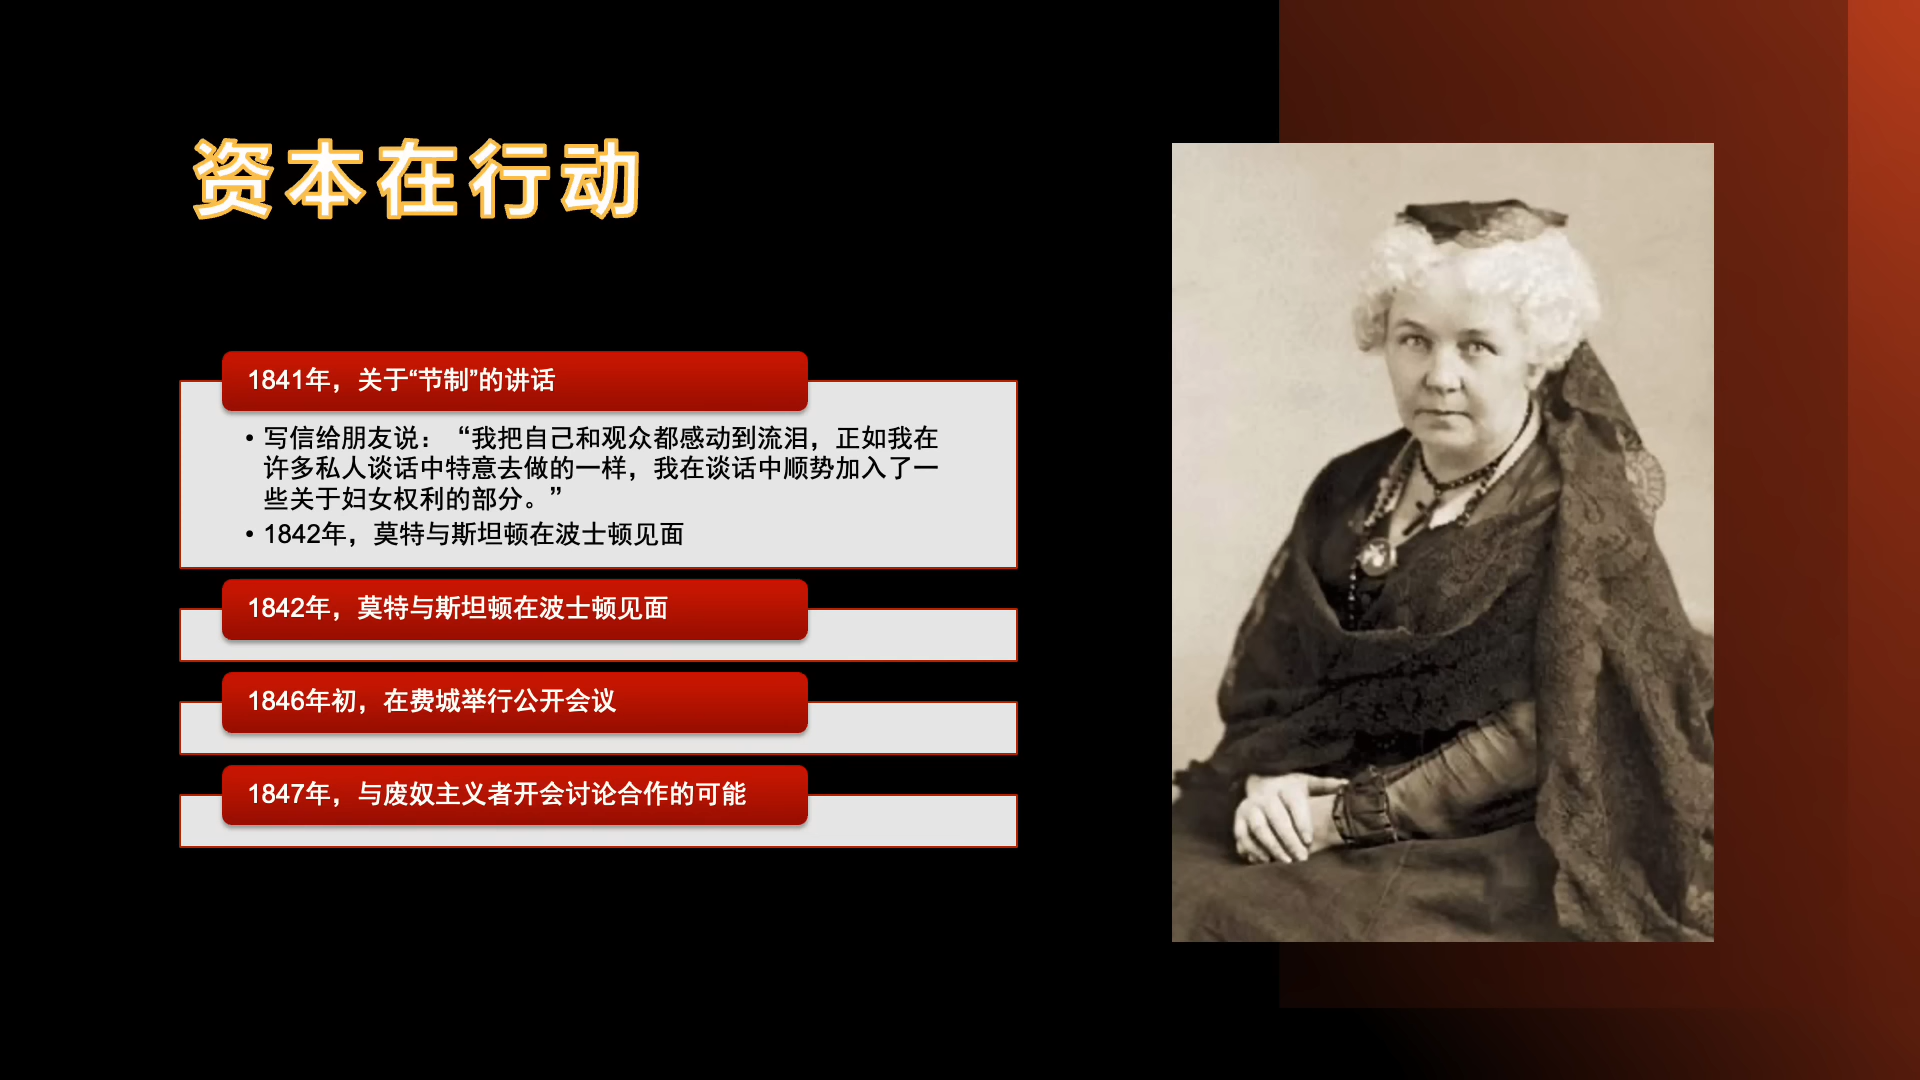 资本在行动
1841年，关于“节制”的讲话
• 写信给朋友说：“我把自己和观众都感动到流泪，正如我在
许多私人谈话中特意去做的一样，我在谈话中顺势加入了一
些关于妇女权利的部分。”
• 1842年，莫特与斯坦顿在波士顿见面
1842年，莫特与斯坦顿在波士顿见面
1846年初，在费城举行公开会议
1847年，与废奴主义者开会讨论合作的可能